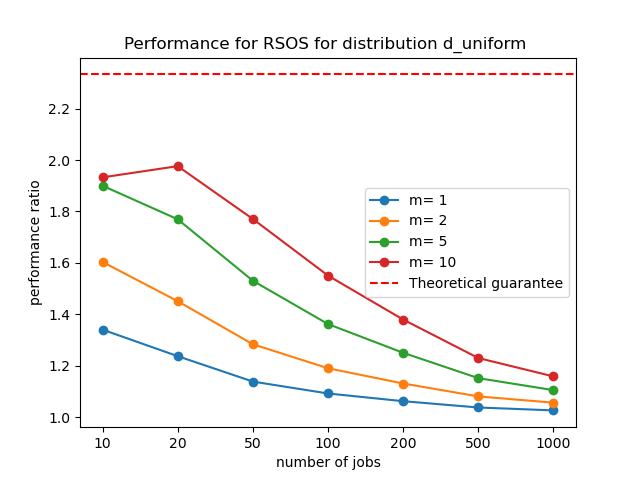 Performance for RSOS for distribution d_uniform
performance ratio
2.2
2.0
1.8
1.6
1.4
1.2
1.0
m= 1
m= 2
m= 5
m= 10
Theoretical guarantee
10 20 50 100 200 500 1000
number of jobs